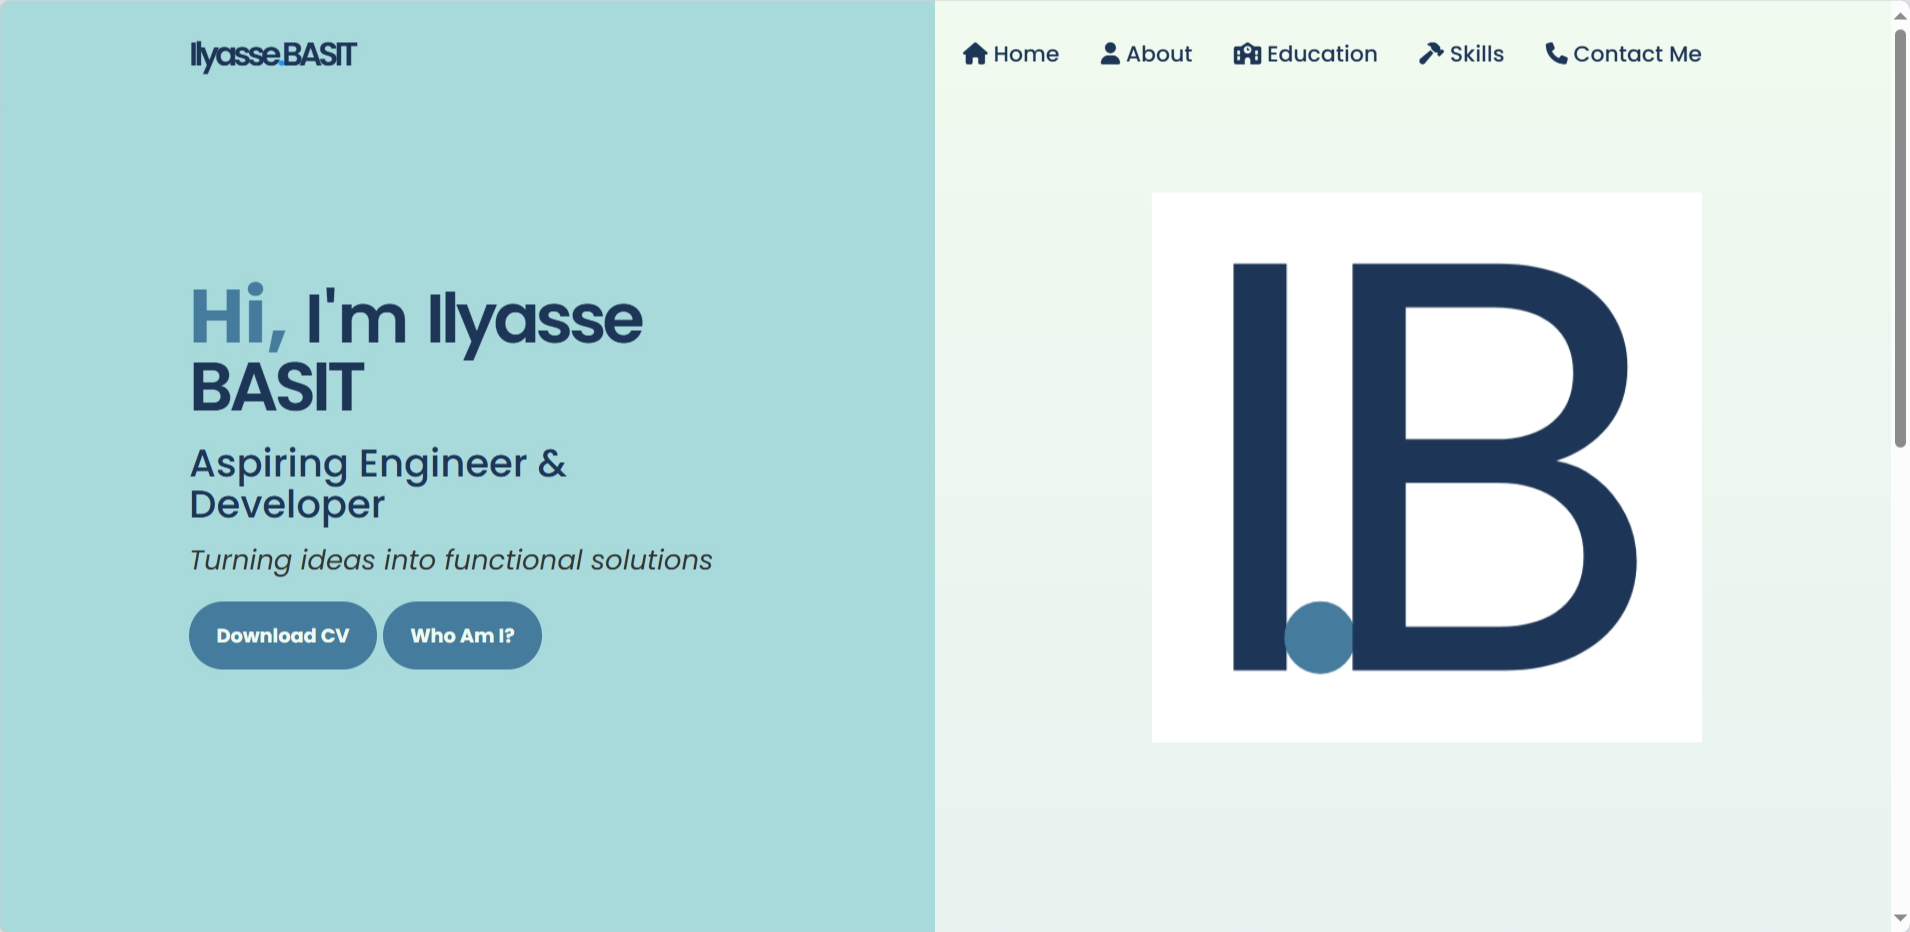 Ilyasse.BASIT
Home About Education Skills Contact Me
Hi, I'm Ilyasse
BASIT
Aspiring Engineer &
Developer
Turning ideas into functional solutions
Download CV Who Am I?
I.B